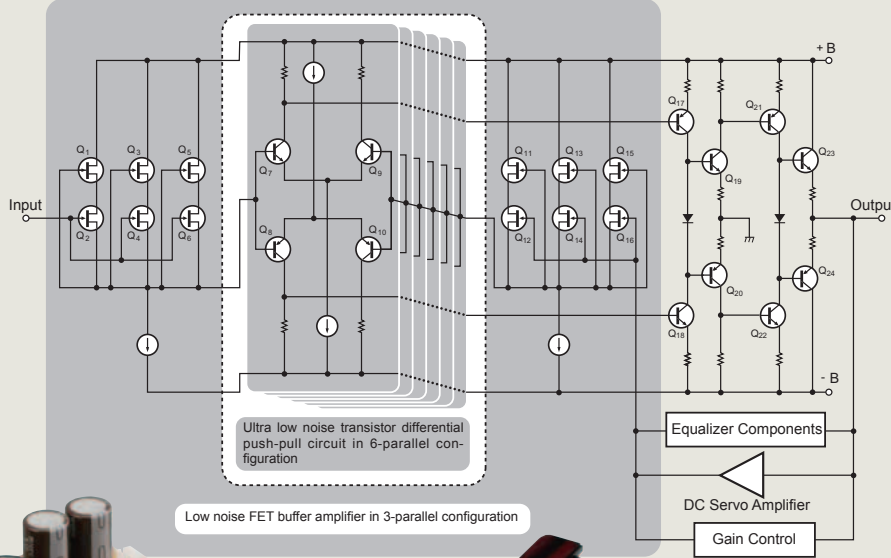 + B
Q17
Q21
Q1
Q3
Q5
Q11
Q13
Q15
Q23
Q7
Q9
Q19
Input
Output
Q2
Q4
Q6
Q8
Q10
Q12
Q14
Q16
Q20
Q24
Q18
Q22
- B
Ultra low noise transistor differential
push-pull circuit in 6-parallel con-
figuration
Equalizer Components
DC Servo Amplifier
Low noise FET buffer amplifier in 3-parallel configuration
Gain Control